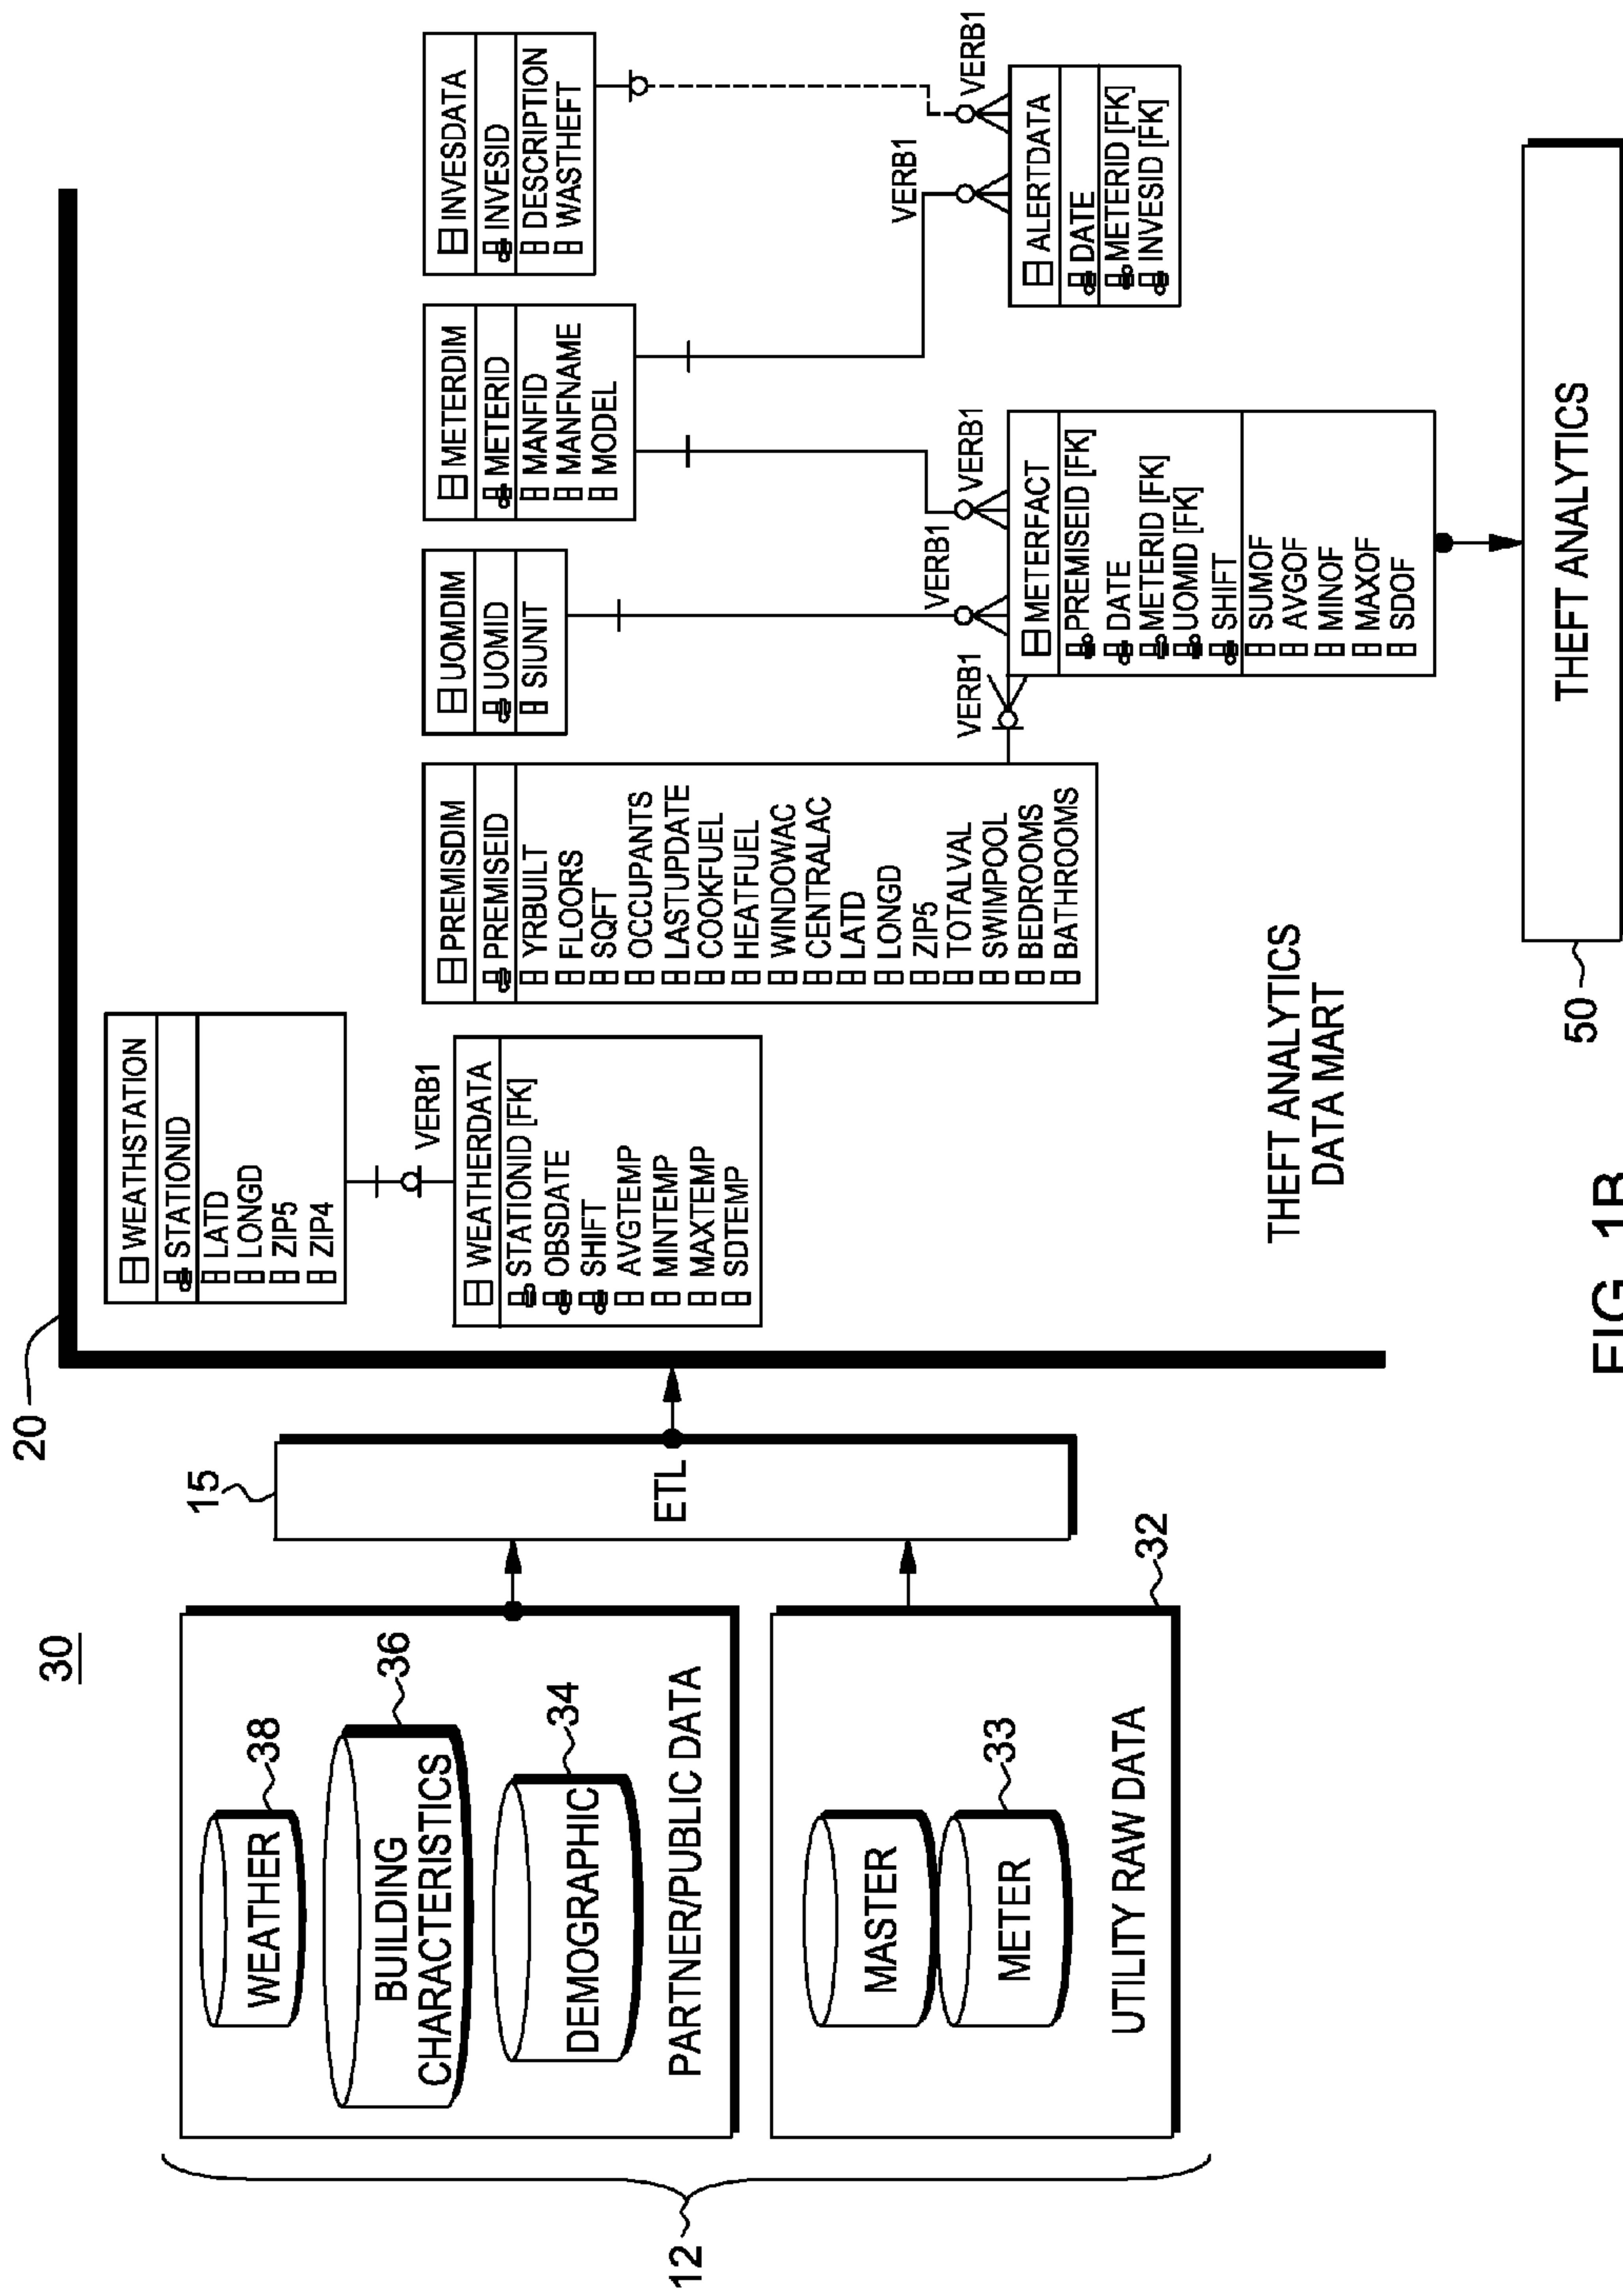 30
12
WEATHER
38
BUILDING
CHARACTERISTICS
36
DEMOGRAPHIC
34
PARTNER/PUBLIC DATA
MASTER
METER
33
UTILITY RAW DATA
32
15
ETL
20
WEATHSTATION
STATIONID
LATD
LONGD
ZIP5
ZIP4
VERB1
WEATHERDATA
STATIONID [FK]
OBSDATE
SHIFT
AVGTEMP
MINTEMP
MAXTEMP
SDTEMP
PREMISDIM
PREMISEID
YRBUILT
FLOORS
SQFT
OCCUPANTS
LASTUPDATE
COOKFUEL
HEATFUEL
WINDOWAC
CENTRALAC
LATD
LONGD
ZIP5
TOTALVAL
SWIMPOOL
BEDROOMS
BATHROOMS
UOMDIM
UOMID
SIUNIT
METERDIM
METERID
MANFID
MANFNAME
MODEL
INVESDATA
INVESID
DESCRIPTION
WASTHEFT
VERB1
VERB1
VERB1
VERB1
VERB1
METERFACT
PREMISEID [FK]
DATE
METERID [FK]
UOMID [FK]
SHIFT
SUMOF
AVGOF
MINOF
MAXOF
SDOF
ALERTDATA
DATE
METERID [FK]
INVESID [FK]
THEFT ANALYTICS
DATA MART
50
THEFT ANALYTICS
FIG. 1B